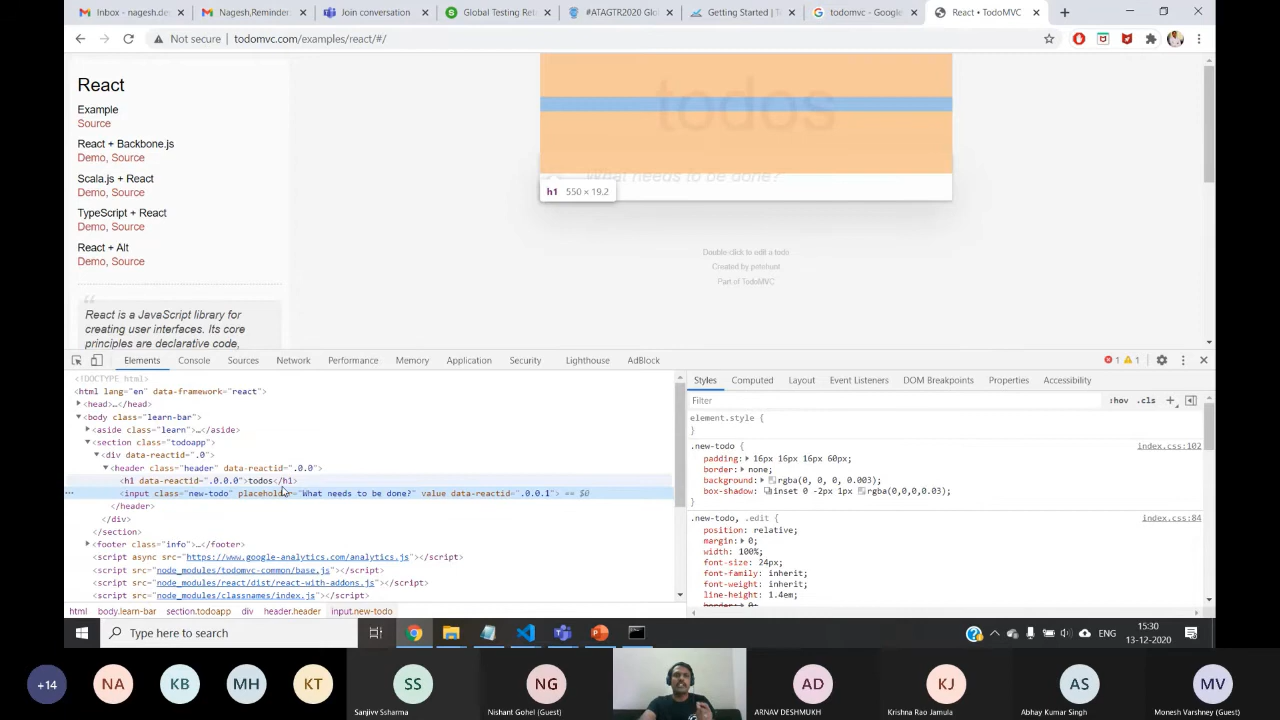 Inbox - nagesh.de
Nagesh,Reminder:
Join conversation
Global Testing Ret
#ATAGTR2020 Glo
Getting Started | T
todomvc - Google
React • TodoMVC
Not secure
todomvc.com/examples/react/#/
React
Example
Source
React + Backbone.js
Demo, Source
Scala.js + React
Demo, Source
TypeScript + React
Demo, Source
React + Alt
Demo, Source
React is a JavaScript library for
creating user interfaces. Its core
principles are declarative code,
todos
What needs to be done?
h1 550 × 19.2
Double-click to edit a todo
Created by petehunt
Part of TodoMVC
Elements Console Sources Network Performance Memory Application Security Lighthouse AdBlock
1 1
<!DOCTYPE html>
<html lang="en" data-framework="react">
<head>…</head>
<body class="learn-bar">
<aside class="learn">…</aside>
<section class="todoapp">
<div data-reactid=".0">
<header class="header" data-reactid=".0.0">
<h1 data-reactid=".0.0.0">todos</h1>
<input class="new-todo" placeholder="What needs to be done?" value data-reactid=".0.0.1"> == $0
</header>
</div>
</section>
<footer class="info">…</footer>
<script async src="https://www.google-analytics.com/analytics.js"></script>
<script src="node_modules/todomvc-common/base.js"></script>
<script src="node_modules/react/dist/react-with-addons.js"></script>
<script src="node_modules/classnames/index.js"></script>
html body.learn-bar section.todoapp div header.header input.new-todo
Styles Computed Layout Event Listeners DOM Breakpoints Properties Accessibility
Filter
:hov .cls
element.style {
}
.new-todo {
index.css:102
padding: 16px 16px 16px 60px;
border: none;
background: rgba(0, 0, 0, 0.003);
box-shadow: inset 0 -2px 1px rgba(0,0,0,0.03);
}
.new-todo, .edit {
index.css:84
position: relative;
margin: 0;
width: 100%;
font-size: 24px;
font-family: inherit;
font-weight: inherit;
line-height: 1.4em;
border: 0;
Type here to search
ENG
15:30
13-12-2020
+14
NA
KB
MH
KT
SS
Sanjivv Ssharma
NG
Nishant Gohel (Guest)
AD
ARNAV DESHMUKH
KJ
Krishna Rao Jamula
AS
Abhay Kumar Singh
MV
Monesh Varshney (Guest)